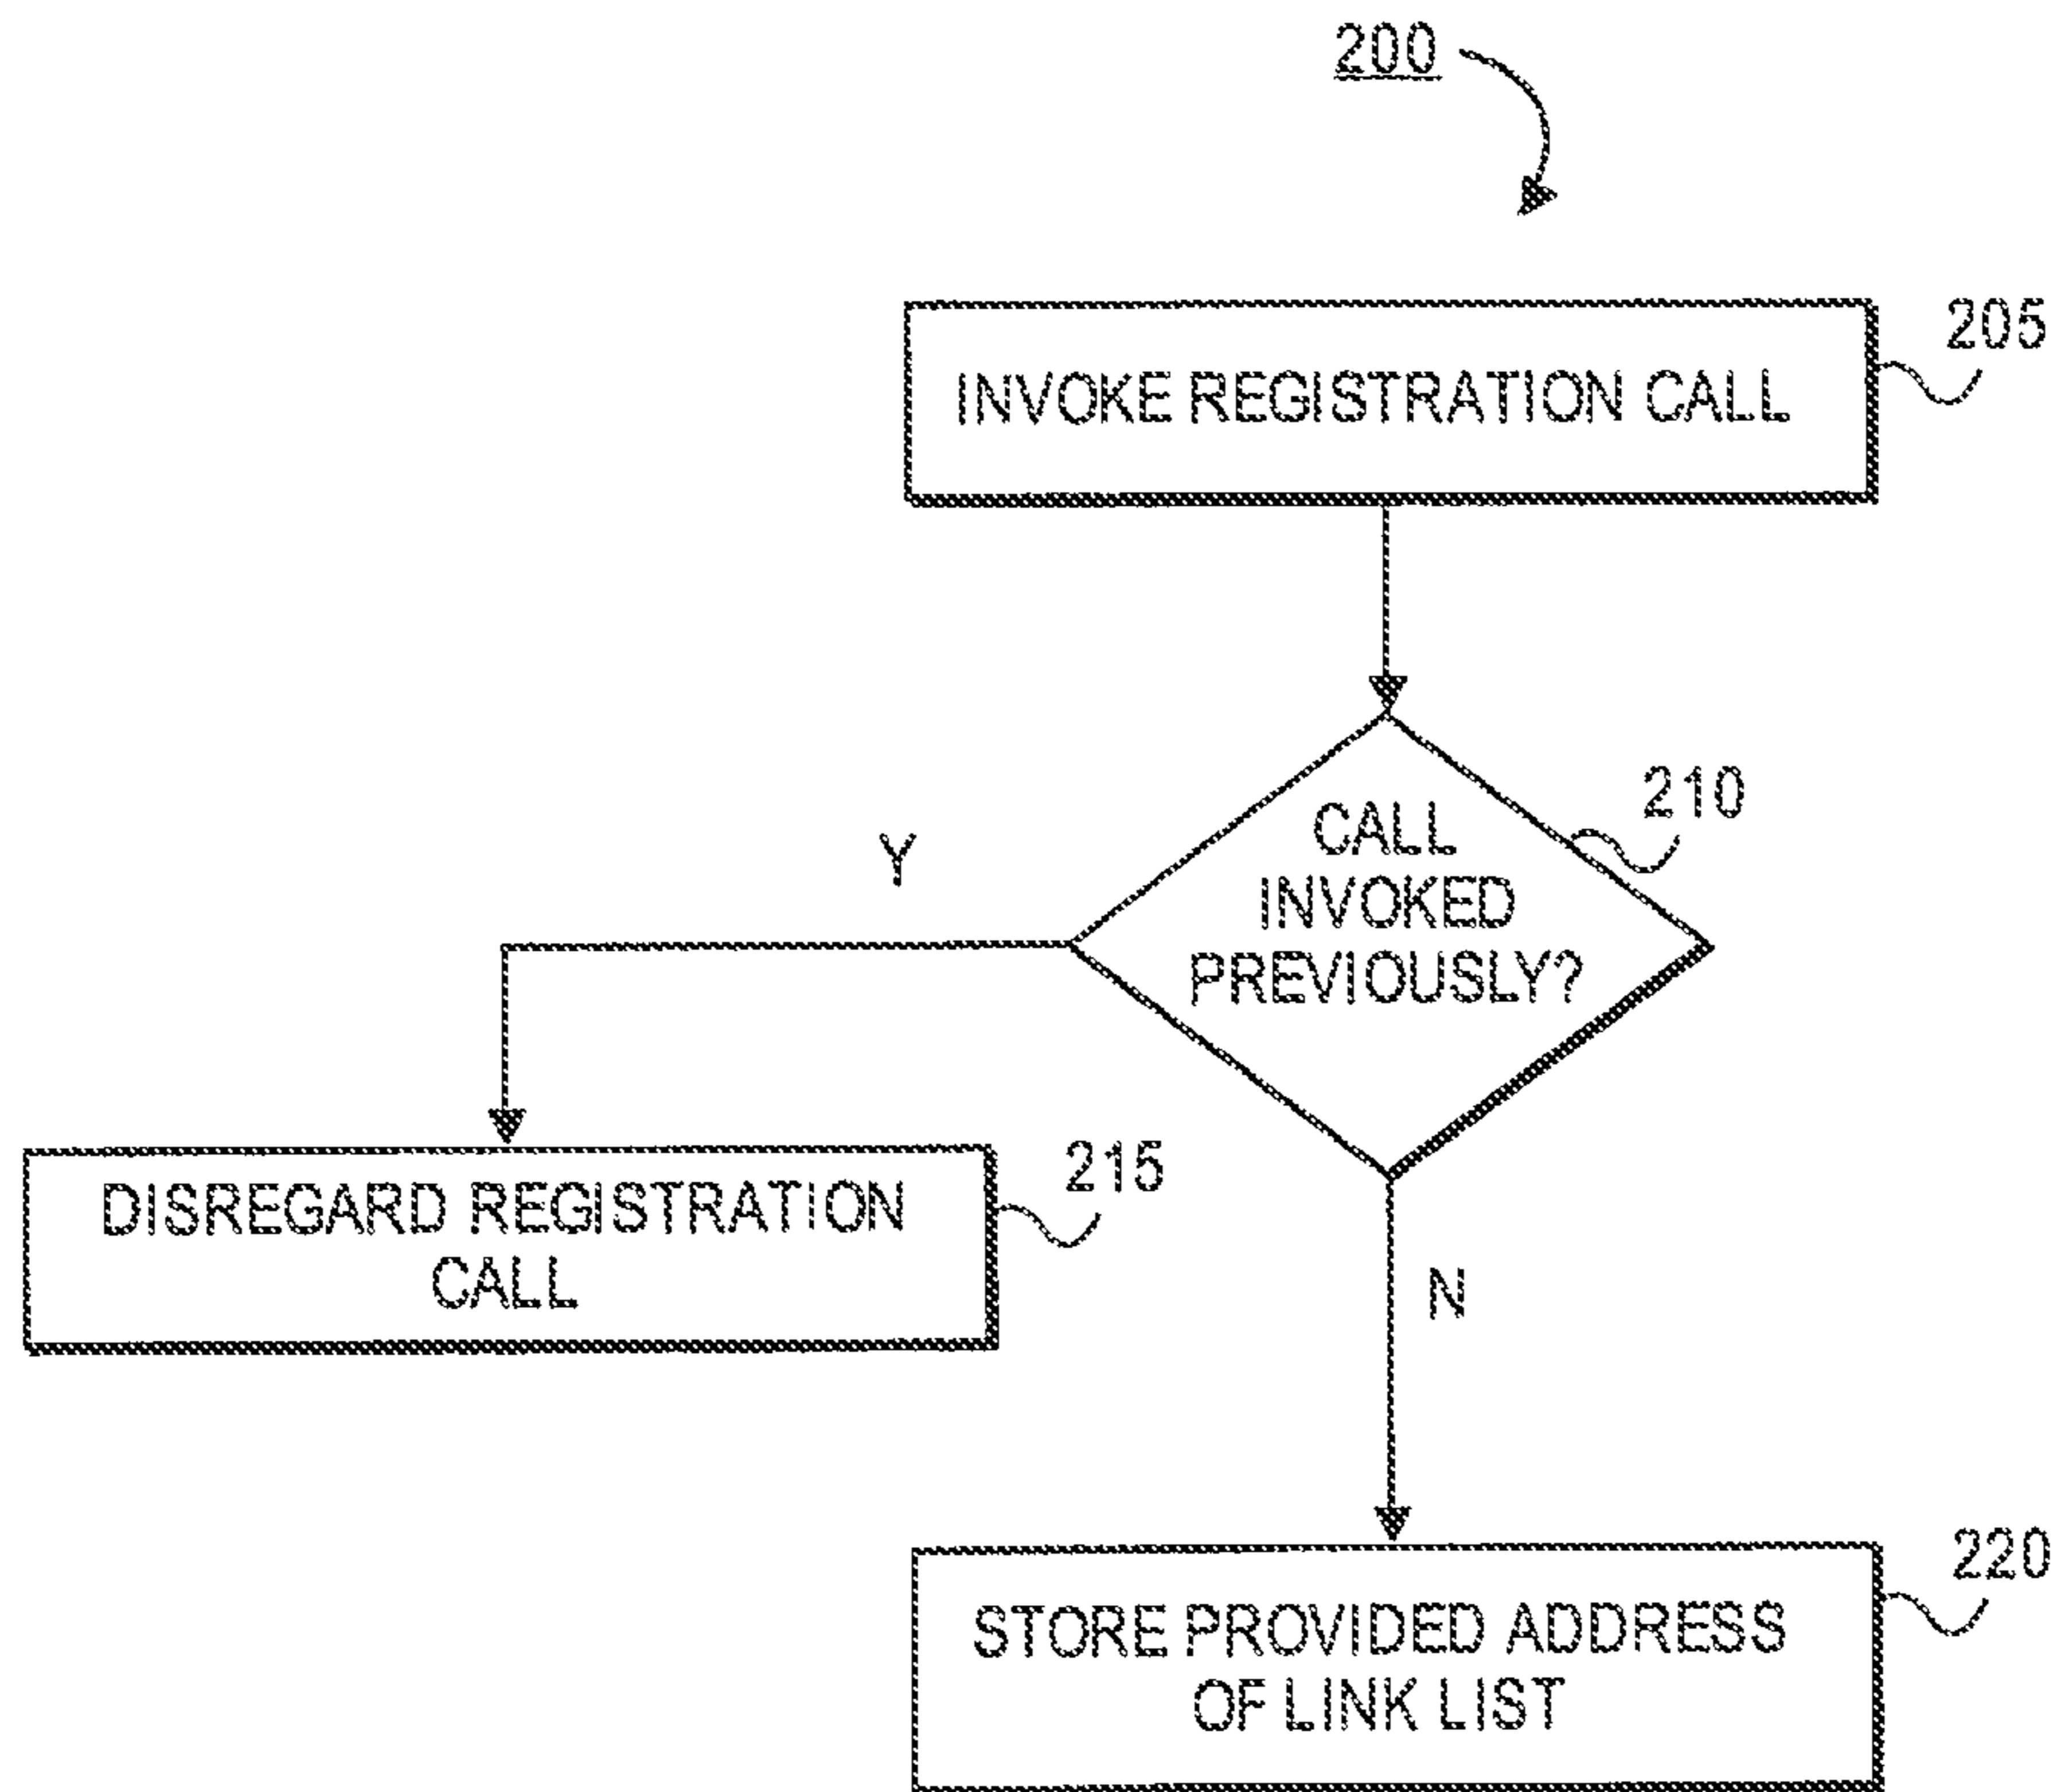 200
INVOKE REGISTRATION CALL
205
CALL
INVOKED
PREVIOUSLY?
210
Y
DISREGARD REGISTRATION
CALL
215
N
STORE PROVIDED ADDRESS
OF LINK LIST
220